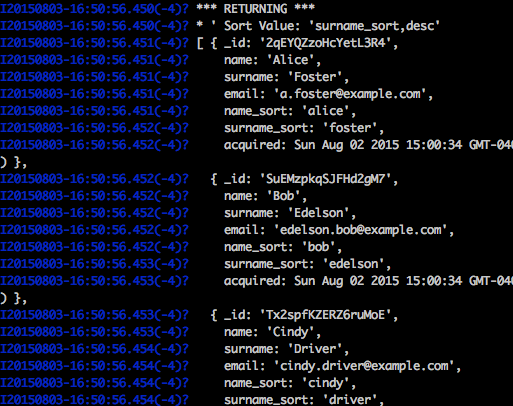 I20150803-16:50:56.450(-4)? *** RETURNING ***
I20150803-16:50:56.450(-4)? * ' Sort Value: 'surname_sort,desc'
I20150803-16:50:56.451(-4)? [ { _id: '2qEYQZzoHcYetL3R4',
I20150803-16:50:56.451(-4)? name: 'Alice',
I20150803-16:50:56.451(-4)? surname: 'Foster',
I20150803-16:50:56.451(-4)? email: 'a.foster@example.com',
I20150803-16:50:56.451(-4)? name_sort: 'alice',
I20150803-16:50:56.452(-4)? surname_sort: 'foster',
I20150803-16:50:56.452(-4)? acquired: Sun Aug 02 2015 15:00:34 GMT-040
) },
I20150803-16:50:56.452(-4)? { _id: 'SuEMzpkqSJFHd2gM7',
I20150803-16:50:56.452(-4)? name: 'Bob',
I20150803-16:50:56.452(-4)? surname: 'Edelson',
I20150803-16:50:56.452(-4)? email: 'edelson.bob@example.com',
I20150803-16:50:56.452(-4)? name_sort: 'bob',
I20150803-16:50:56.453(-4)? surname_sort: 'edelson',
I20150803-16:50:56.453(-4)? acquired: Sun Aug 02 2015 15:00:34 GMT-040
) },
I20150803-16:50:56.453(-4)? { _id: 'Tx2spfKZERZ6ruMoE',
I20150803-16:50:56.453(-4)? name: 'Cindy',
I20150803-16:50:56.454(-4)? surname: 'Driver',
I20150803-16:50:56.454(-4)? email: 'cindy.driver@example.com',
I20150803-16:50:56.454(-4)? name_sort: 'cindy',
I20150803-16:50:56.454(-4)? surname_sort: 'driver',